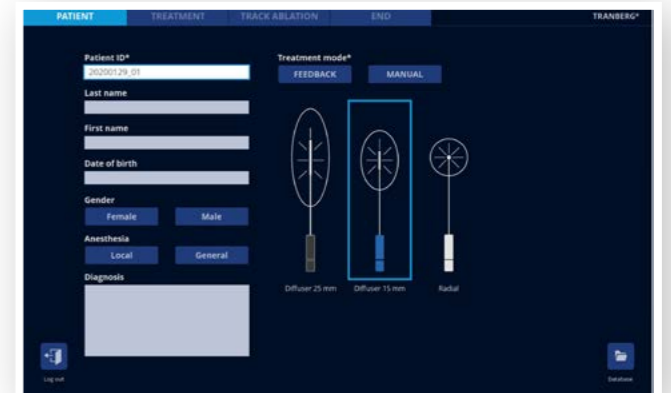 PATIENT TREATMENT TRACK ABLATION END TRANBERG®
Patient ID*
20200129_01
Last name
First name
Date of birth
Gender
Female Male
Anesthesia
Local General
Diagnosis
Treatment mode*
FEEDBACK MANUAL
Diffuser 25 mm Diffuser 15 mm Radial
Log out
Database